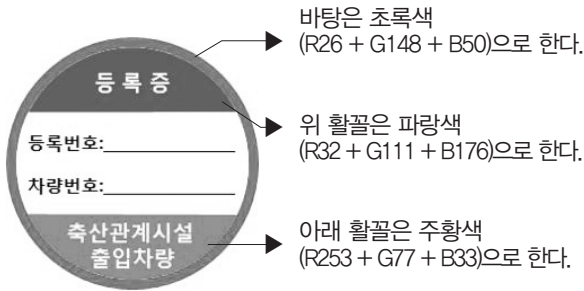 바탕은 초록색
(R26 + G148 + B50)으로 한다.
등 록 증
위 활꼴은 파랑색
(R32 + G111 + B176)으로 한다.
등록번호:
차량번호:
축산관계시설
출입차량
아래 활꼴은 주황색
(R253 + G77 + B33)으로 한다.